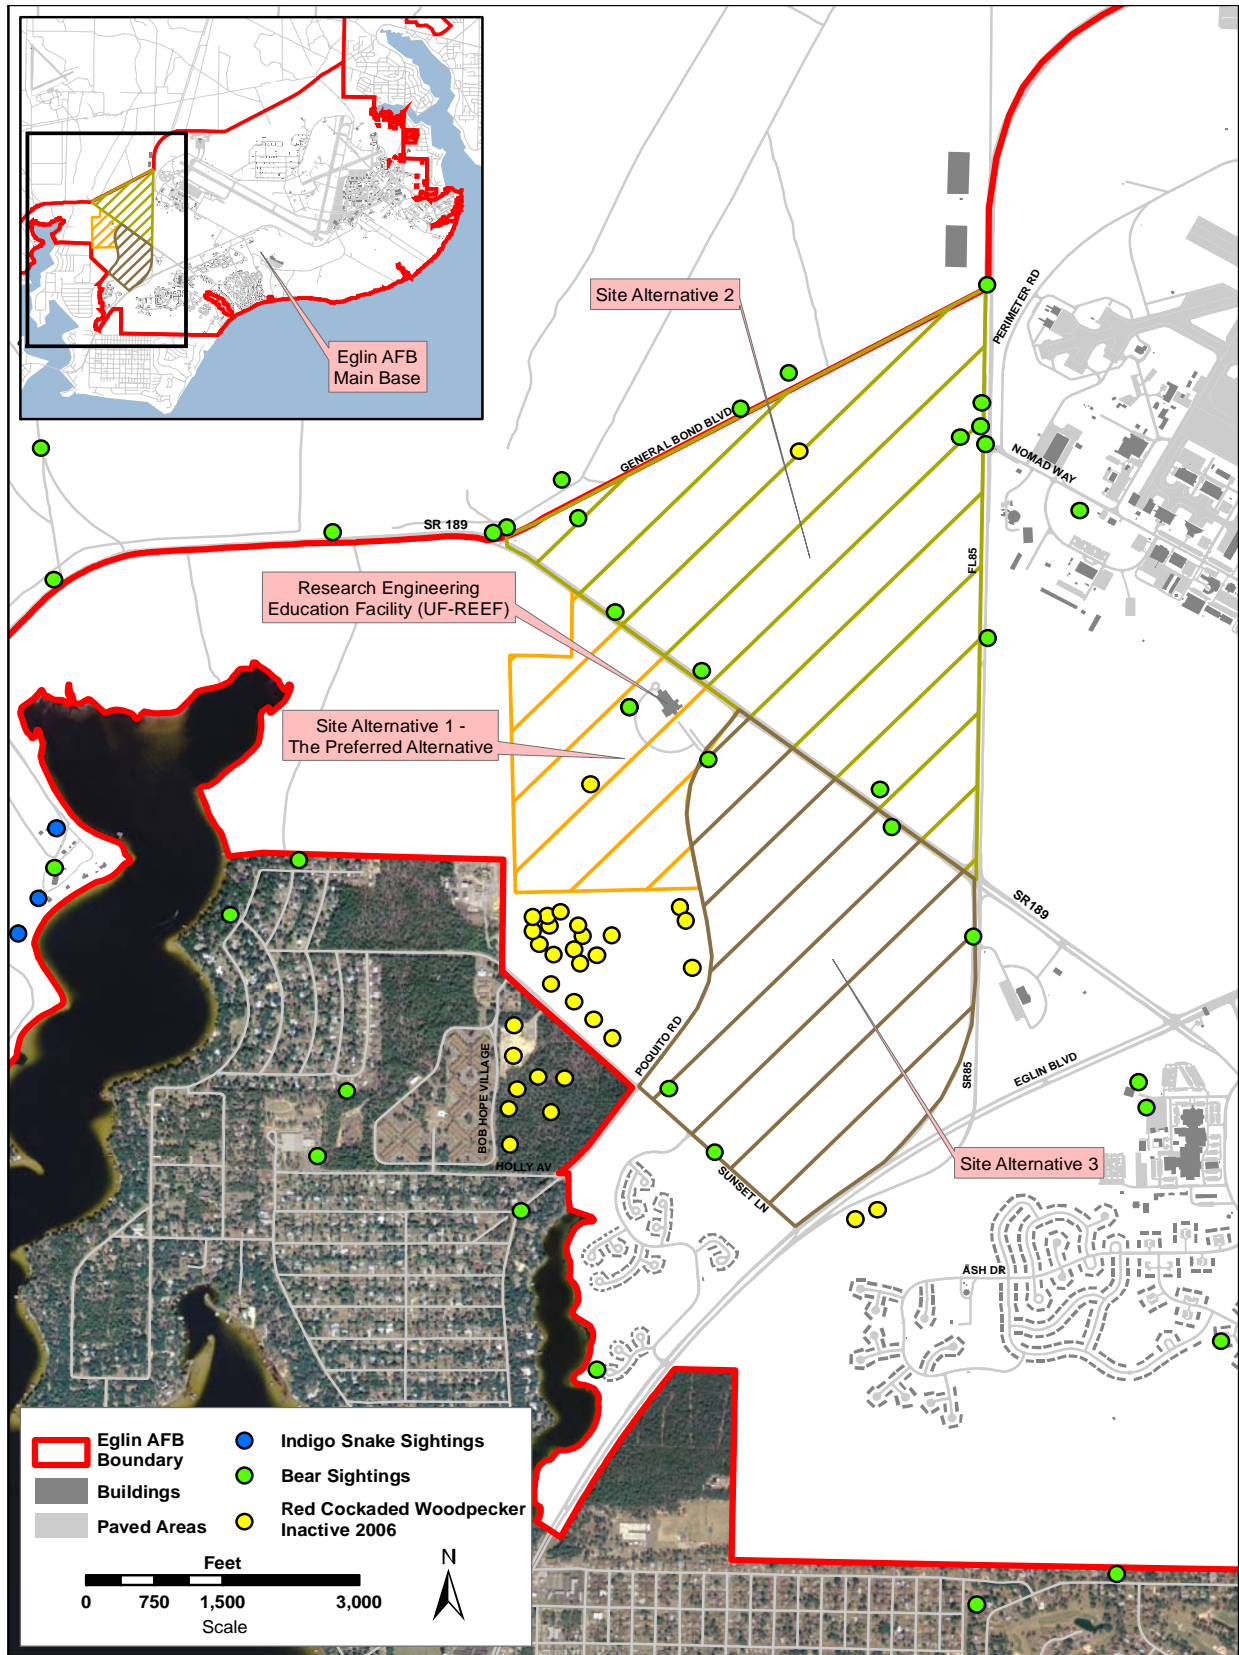 Eglin AFB
Main Base
Site Alternative 2
PERIMETER RD
GENERAL BOND BLVD
NOMAD WAY
SR 189
FL85
Research Engineering
Education Facility (UF-REEF)
Site Alternative 1 -
The Preferred Alternative
SR189
POQUITO RD
EGLIN BLVD
SR85
BOB HOPE VILLAGE
HOLLY AV
SUNSET LN
Site Alternative 3
ASH DR
Eglin AFB
Boundary
Buildings
Paved Areas
Indigo Snake Sightings
Bear Sightings
Red Cockaded Woodpecker
Inactive 2006
Feet
0 750 1,500 3,000
Scale
N